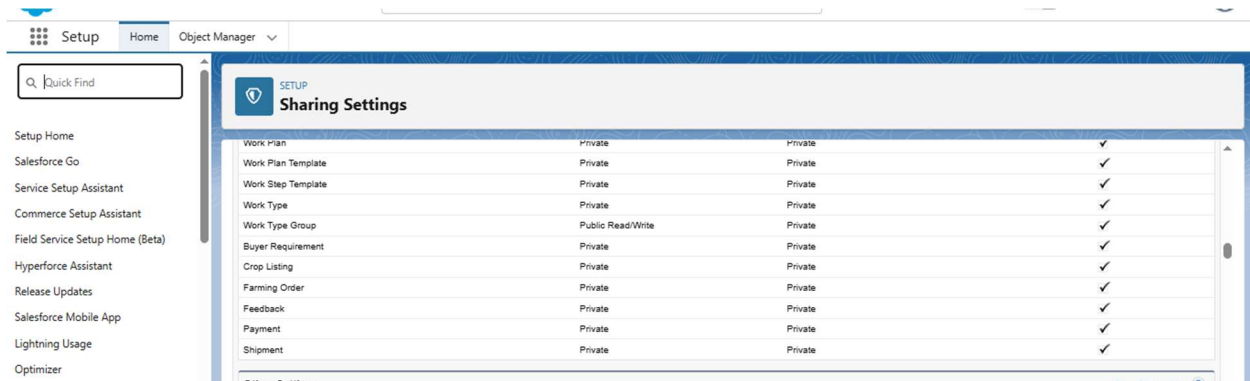 Setup Home Object Manager
Quick Find
SETUP
Sharing Settings
Setup Home
Salesforce Go
Service Setup Assistant
Commerce Setup Assistant
Field Service Setup Home (Beta)
Hyperforce Assistant
Release Updates
Salesforce Mobile App
Lightning Usage
Optimizer
Work Plan Private Private ✓
Work Plan Template Private Private ✓
Work Step Template Private Private ✓
Work Type Private Private ✓
Work Type Group Public Read/Write Private ✓
Buyer Requirement Private Private ✓
Crop Listing Private Private ✓
Farming Order Private Private ✓
Feedback Private Private ✓
Payment Private Private ✓
Shipment Private Private ✓